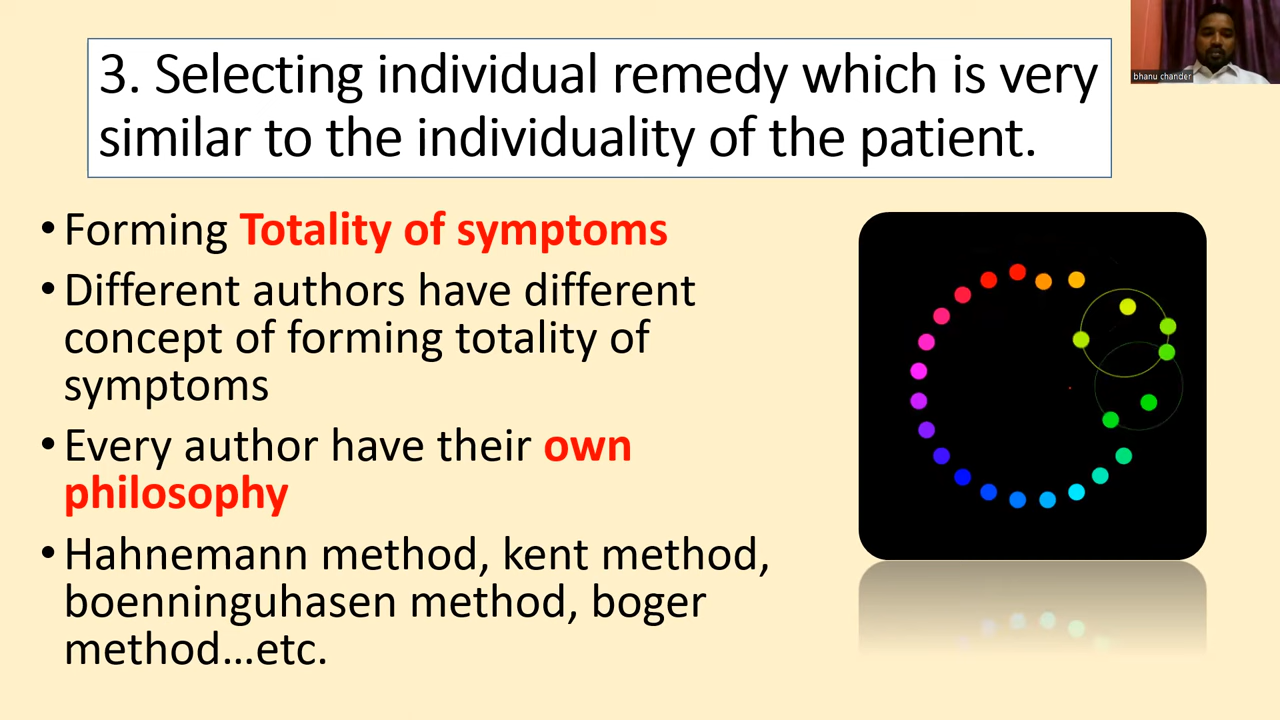 3. Selecting individual remedy which is very
similar to the individuality of the patient.
bhanu chander
• Forming Totality of symptoms
• Different authors have different
concept of forming totality of
symptoms
• Every author have their own
philosophy
• Hahnemann method, kent method,
boenninguhasen method, boger
method...etc.